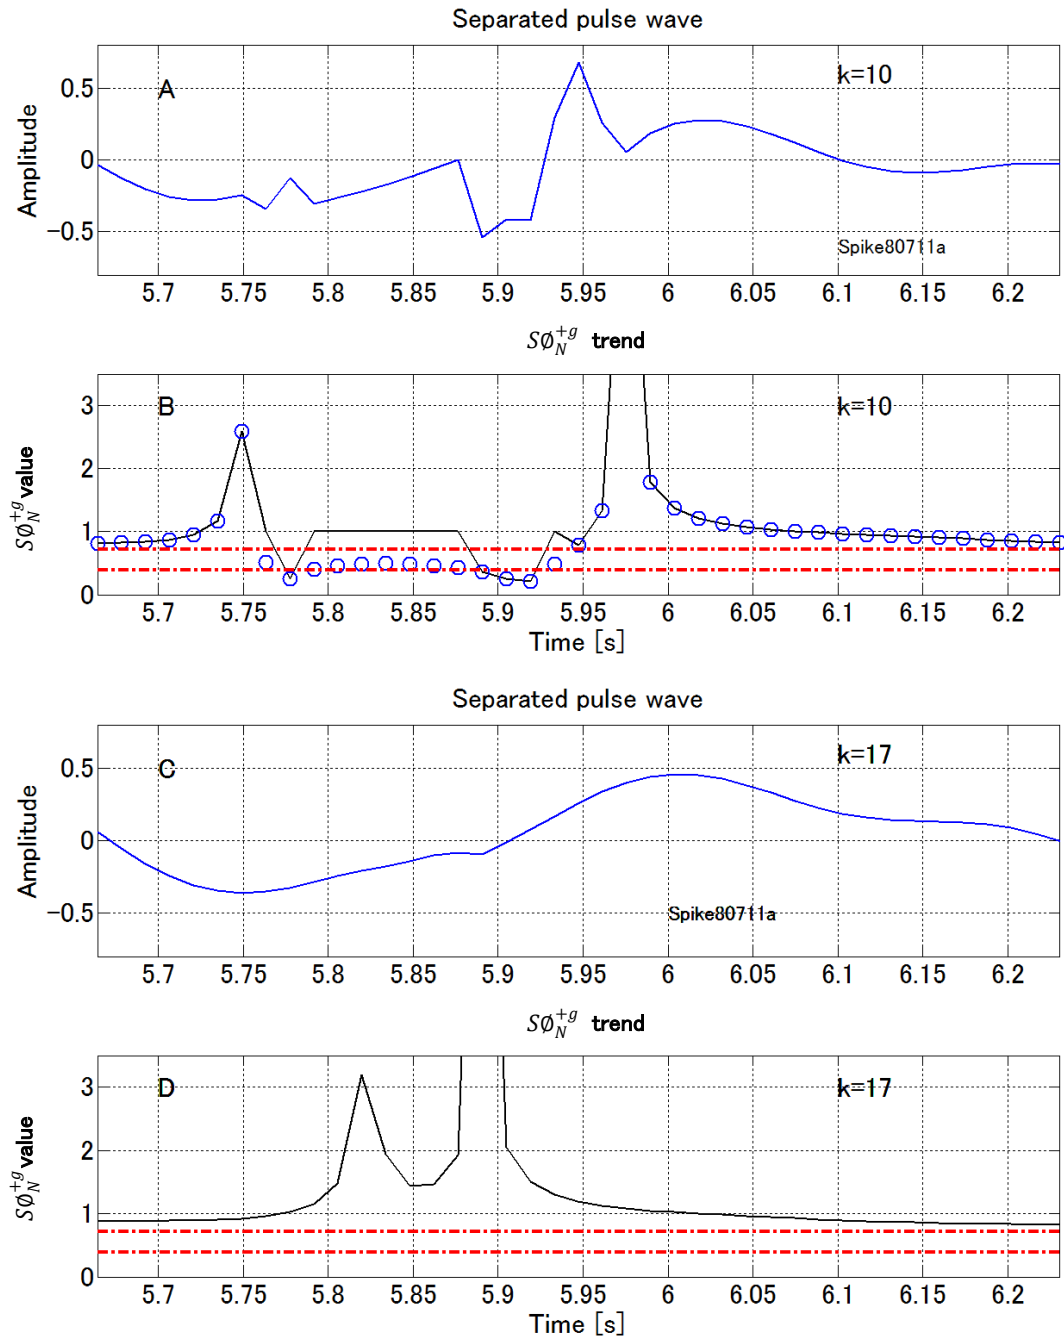 Separated pulse wave
A
k=10
0.5
0
−0.5
Amplitude
Spike80711a
5.7 5.75 5.8 5.85 5.9 5.95 6 6.05 6.1 6.15 6.2
S∅_N^{+g} trend
B
k=10
3
2
1
0
S∅_N^{+g} value
5.7 5.75 5.8 5.85 5.9 5.95 6 6.05 6.1 6.15 6.2
Time [s]
Separated pulse wave
C
k=17
0.5
0
−0.5
Amplitude
Spike80711a
5.7 5.75 5.8 5.85 5.9 5.95 6 6.05 6.1 6.15 6.2
S∅_N^{+g} trend
D
k=17
3
2
1
0
S∅_N^{+g} value
5.7 5.75 5.8 5.85 5.9 5.95 6 6.05 6.1 6.15 6.2
Time [s]